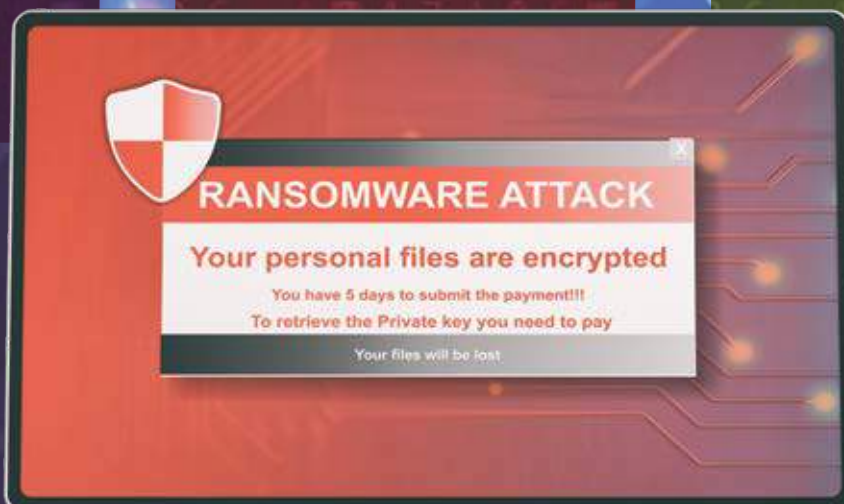 X
RANSOMWARE ATTACK
Your personal files are encrypted
You have 5 days to submit the payment!!!
To retrieve the Private key you need to pay
Your files will be lost